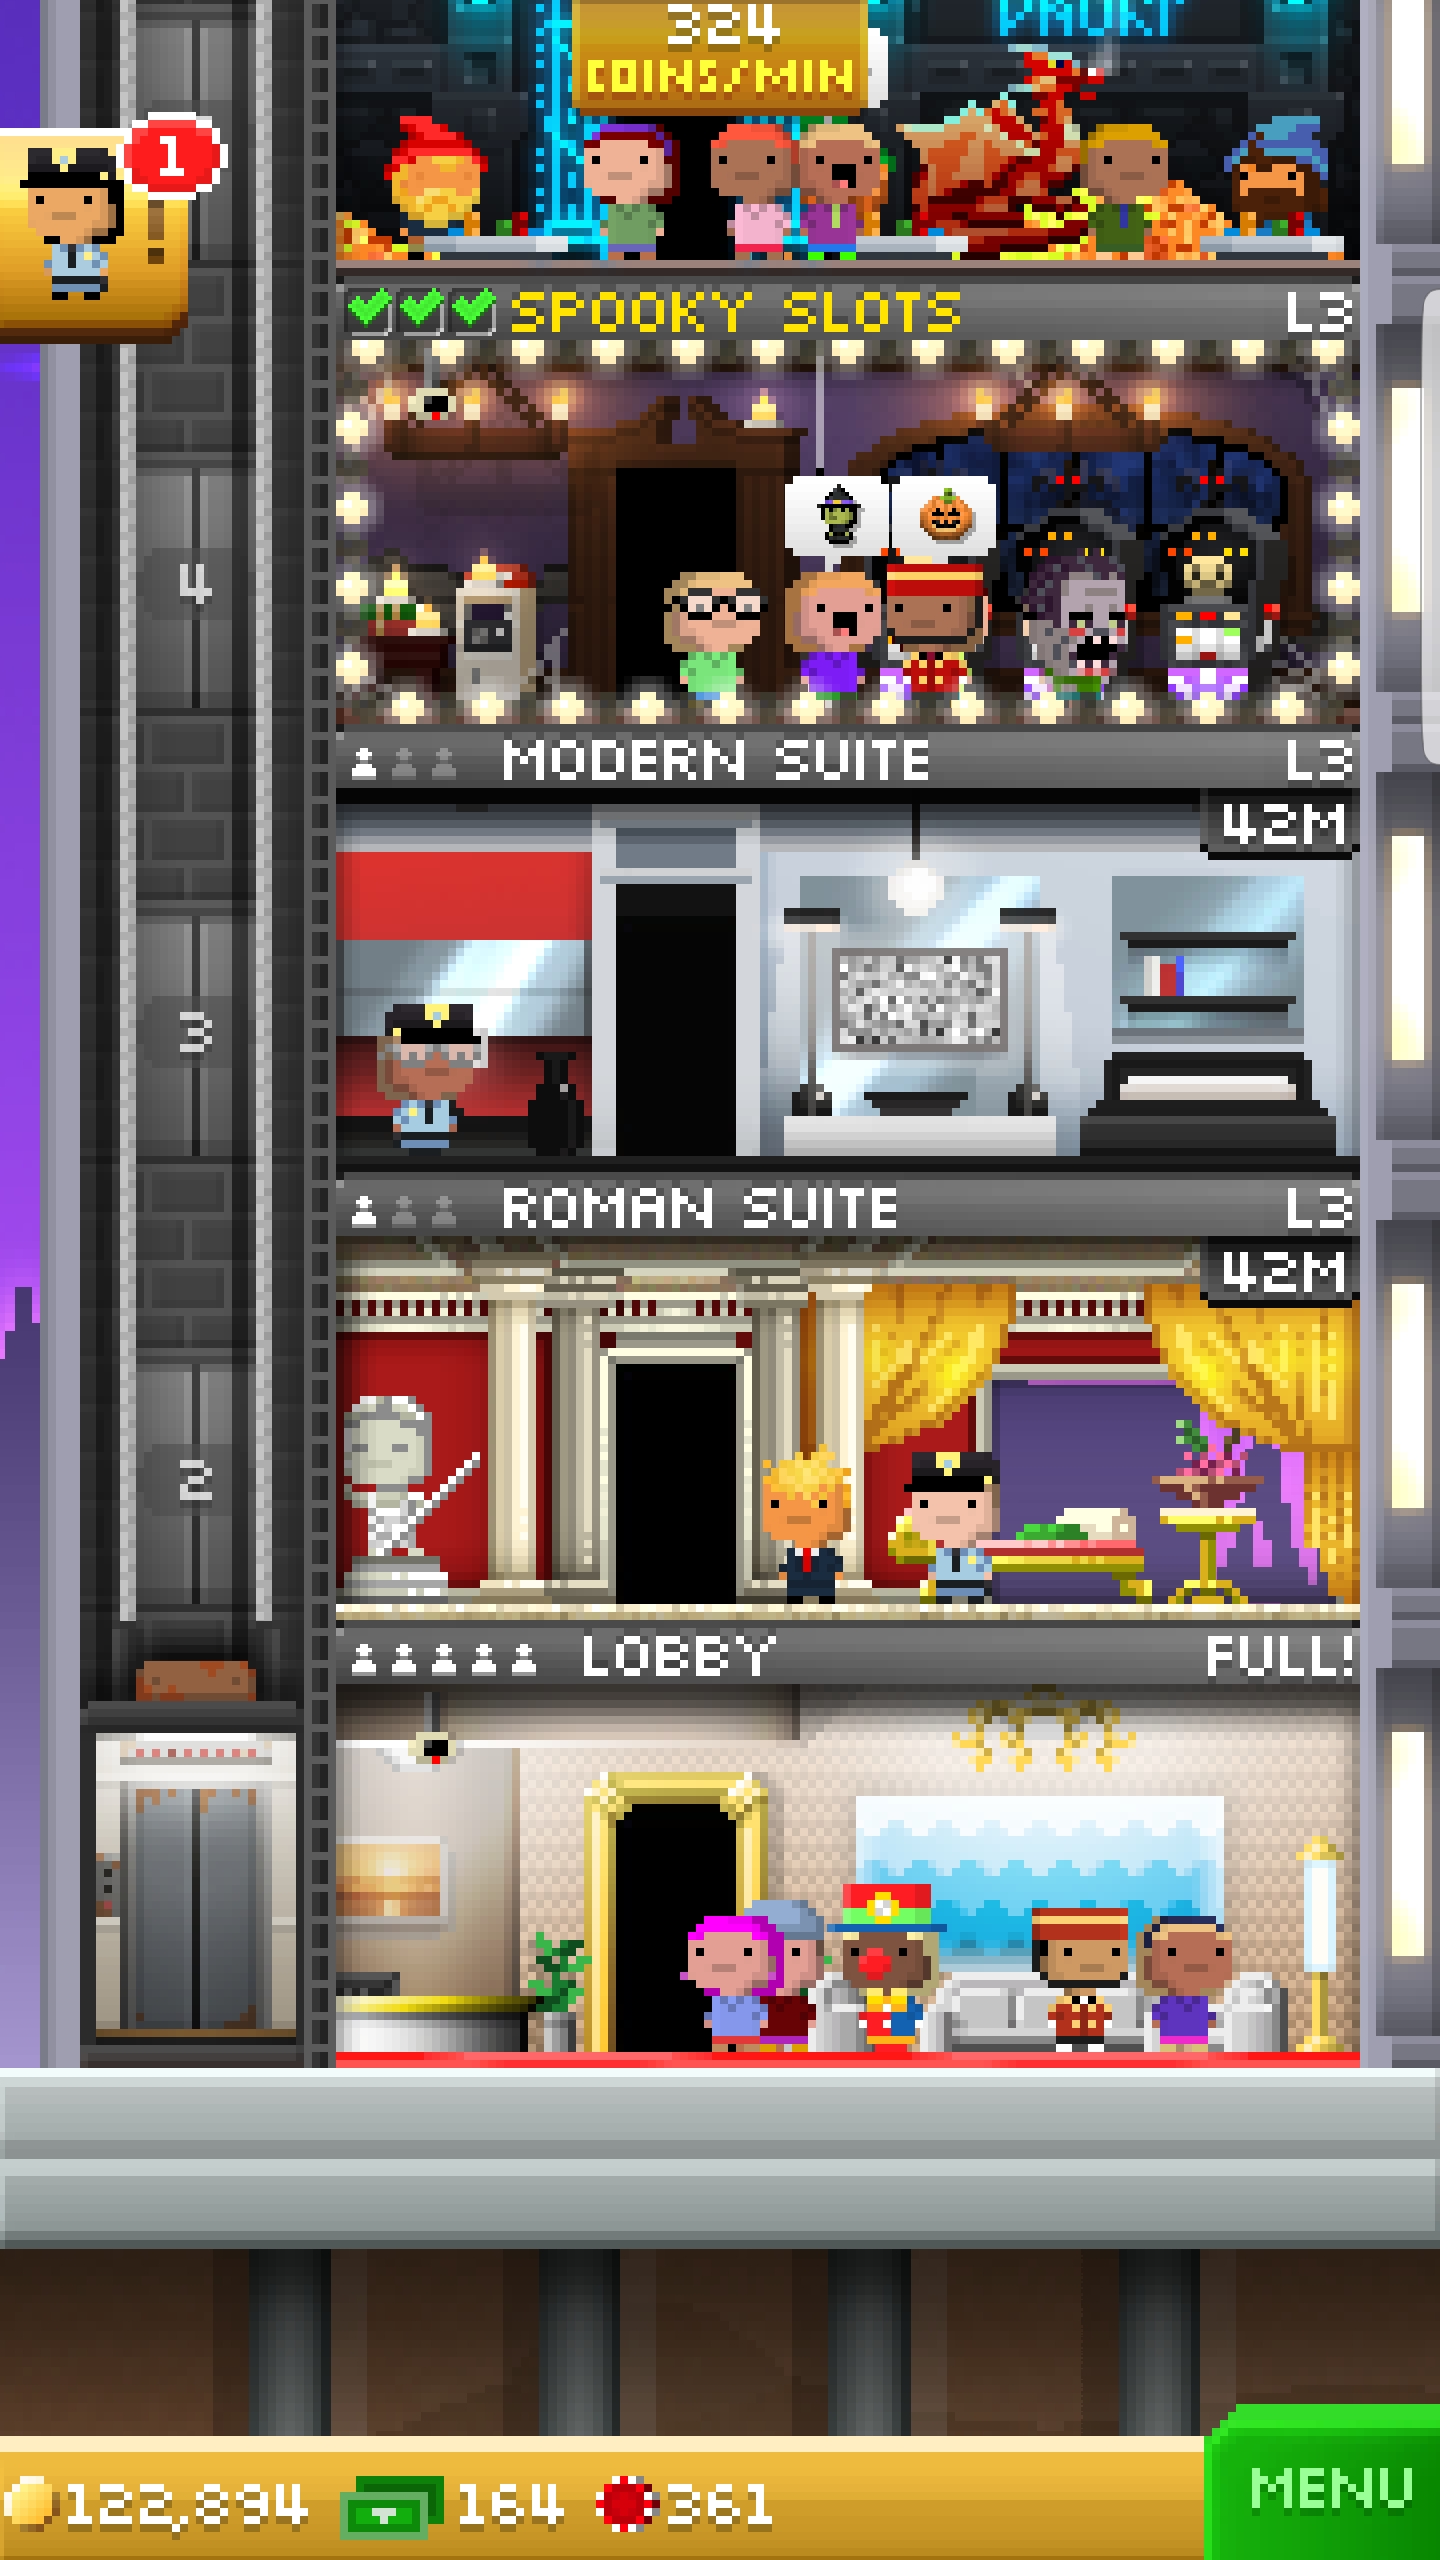 324
COINS/MIN
1
SPOOKY SLOTS L3
4
MODERN SUITE L3
42M
3
ROMAN SUITE L3
42M
2
LOBBY FULL!
122,894 164 361
MENU